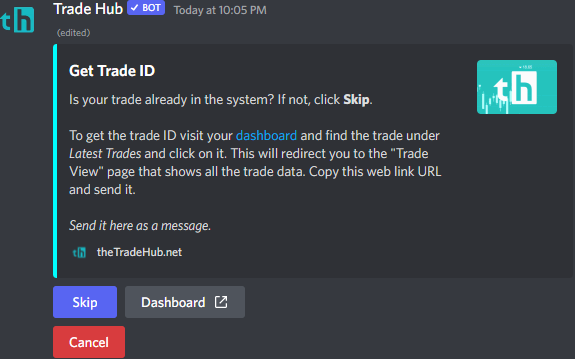 th
Trade Hub ✓ BOT Today at 10:05 PM
(edited)
Get Trade ID
th
Is your trade already in the system? If not, click Skip.
To get the trade ID visit your dashboard and find the trade under
Latest Trades and click on it. This will redirect you to the "Trade
View" page that shows all the trade data. Copy this web link URL
and send it.
Send it here as a message.
th theTradeHub.net
Skip
Dashboard
Cancel